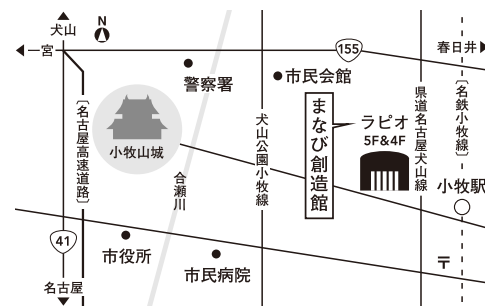 犬山
N
一宮
155
春日井
警察署
市民会館
〔名古屋高速道路〕
小牧山城
犬山公園小牧線
まなび創造館
ラピオ
5F&4F
県道名古屋犬山線
〔名鉄小牧線〕
合瀬川
小牧駅
41
市役所
市民病院
〒
名古屋